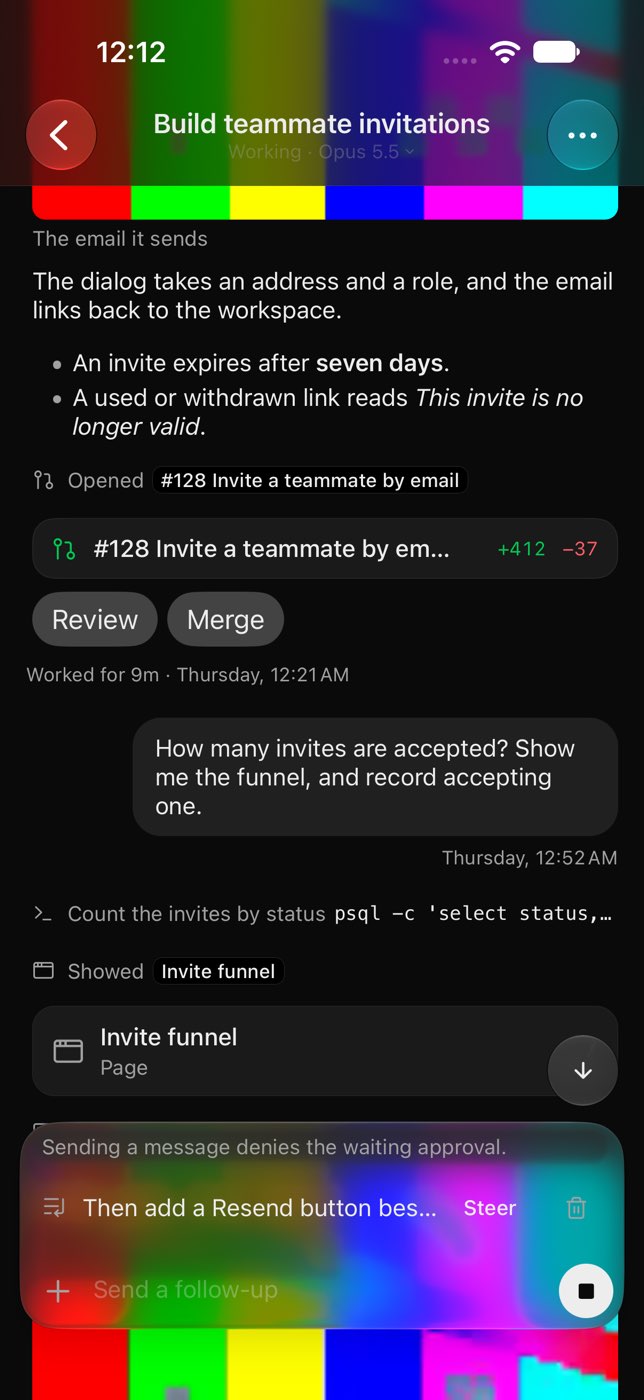 12:12
Build teammate invitations
Working · Opus 5.5
The email it sends
The dialog takes an address and a role, and the email
links back to the workspace.
An invite expires after seven days.
A used or withdrawn link reads This invite is no
longer valid.
Opened #128 Invite a teammate by email
#128 Invite a teammate by em... +412 −37
Review Merge
Worked for 9m · Thursday, 12:21 AM
How many invites are accepted? Show
me the funnel, and record accepting
one.
Thursday, 12:52 AM
Count the invites by status psql -c 'select status,…
Showed Invite funnel
Invite funnel
Page
Sending a message denies the waiting approval.
Then add a Resend button bes... Steer
Send a follow-up